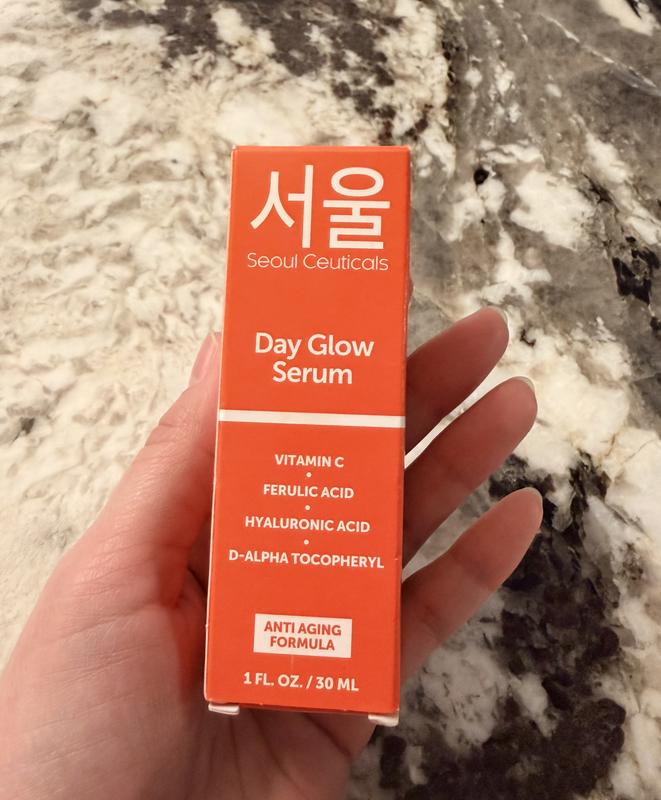 서울
Seoul Ceuticals
Day Glow
Serum
VITAMIN C
•
FERULIC ACID
•
HYALURONIC ACID
•
D-ALPHA TOCOPHERYL
ANTI AGING
FORMULA
1 FL. OZ. / 30 ML